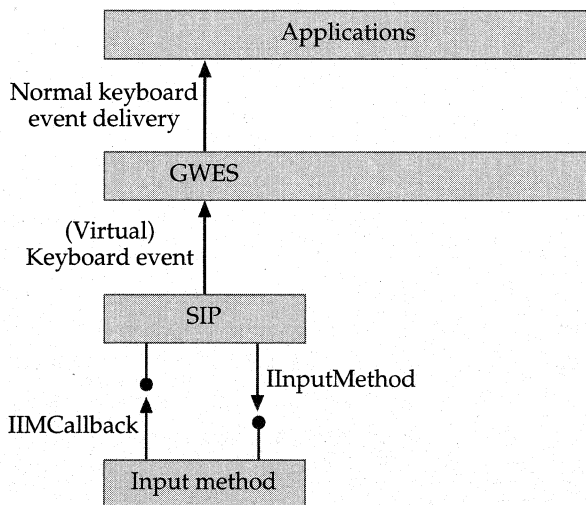 Applications
Normal keyboard
event delivery
GWES
(Virtual)
Keyboard event
SIP
IInputMethod
IIMCallback
Input method